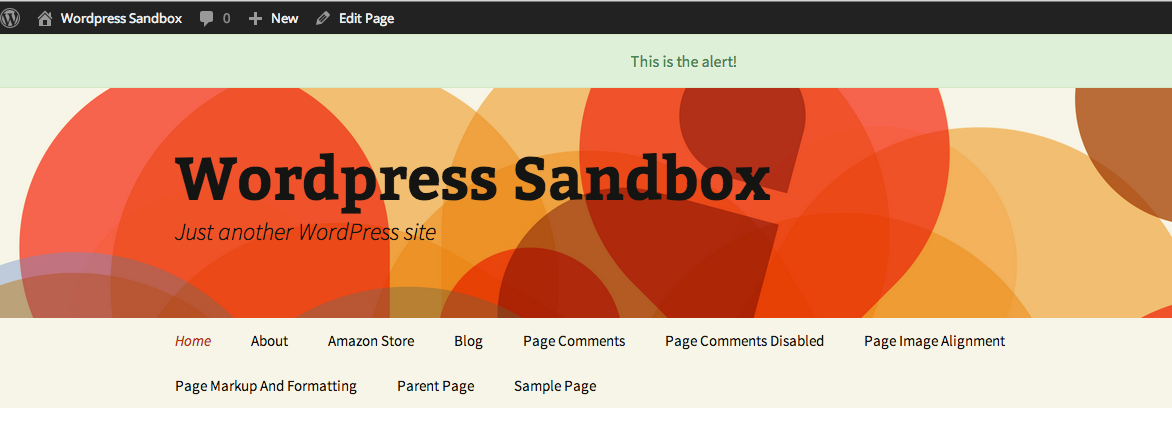 Wordpress Sandbox 0 New Edit Page
This is the alert!
Wordpress Sandbox
Just another WordPress site
Home About Amazon Store Blog Page Comments Page Comments Disabled Page Image Alignment
Page Markup And Formatting Parent Page Sample Page